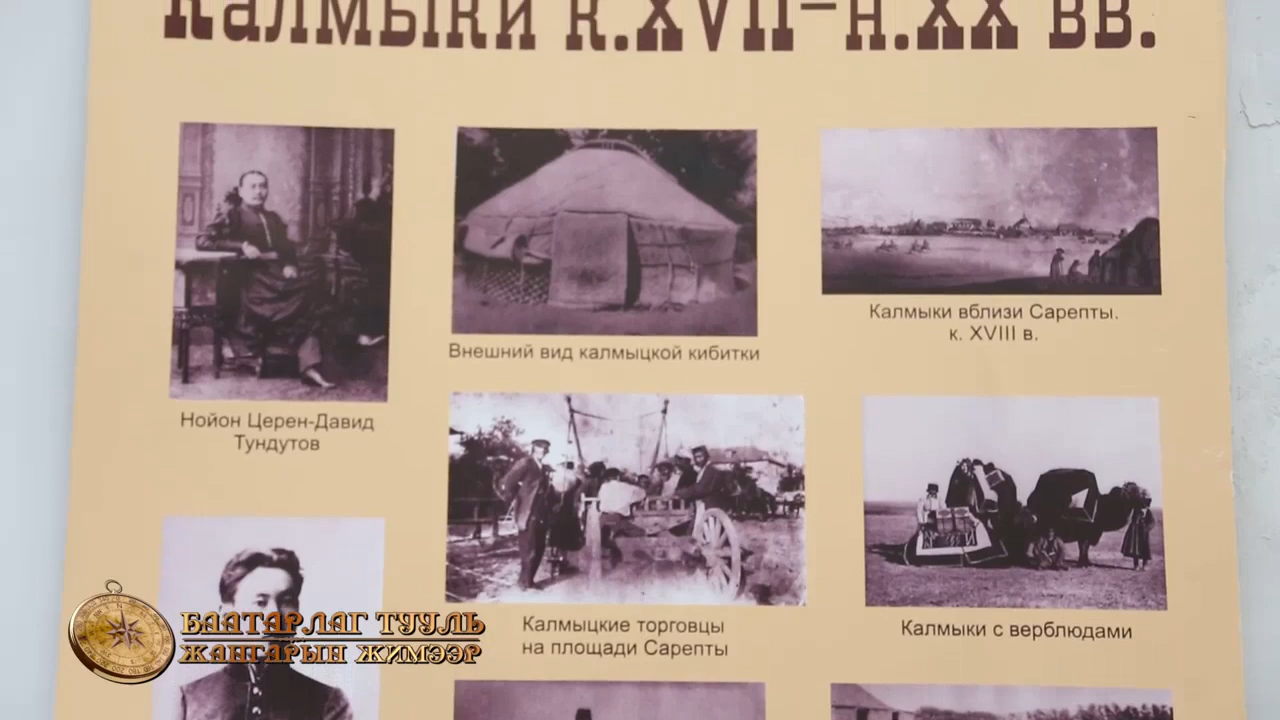 Калмыки к.XVII-н.XX вв.
Нойон Церен-Давид
Тундутов
Внешний вид калмыцкой кибитки
Калмыки вблизи Сарепты.
к. XVIII в.
Калмыцкие торговцы
на площади Сарепты
Калмыки с верблюдами
БААТАРЛАГ ТУУЛЬ
ЖАНГАРЫН ЖИМЭЭР